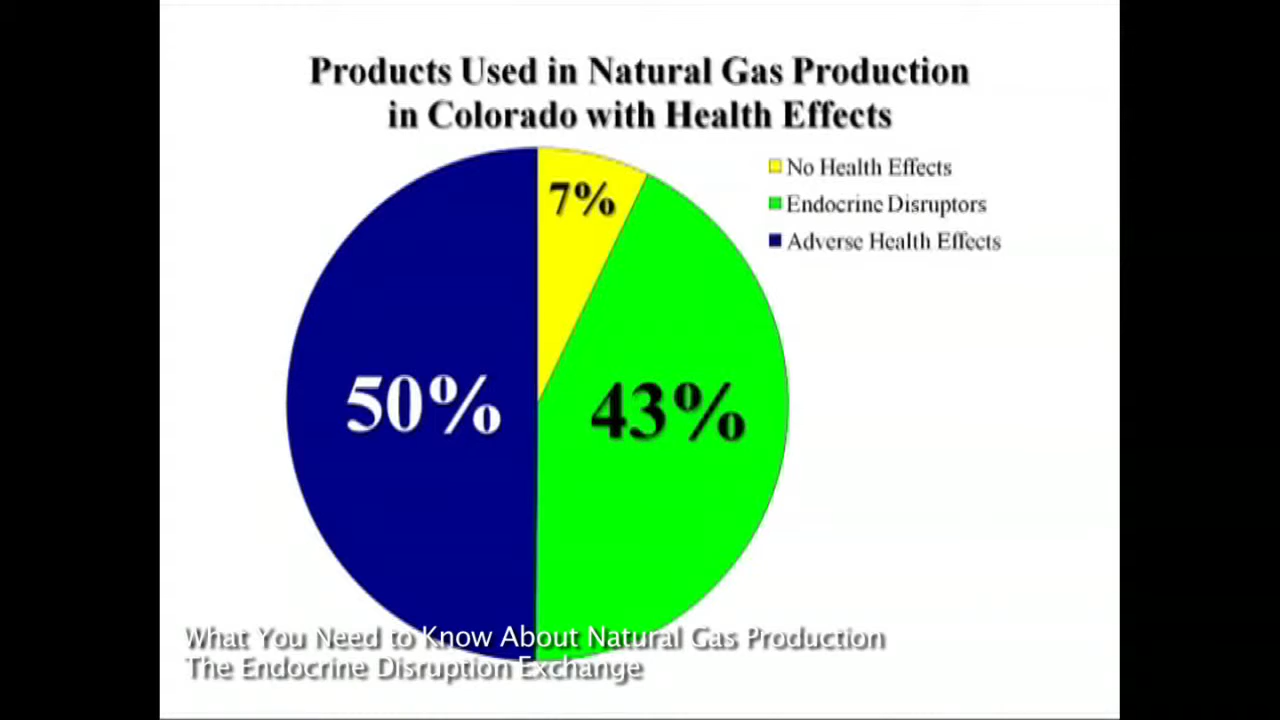 Products Used in Natural Gas Production
in Colorado with Health Effects
No Health Effects
Endocrine Disruptors
Adverse Health Effects
7%
50%
43%
What You Need to Know About Natural Gas Production
The Endocrine Disruption Exchange